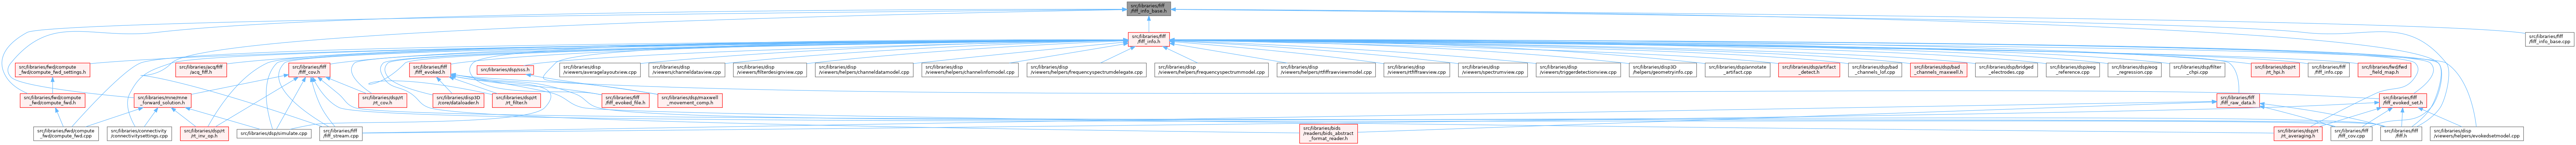 src/libraries/fiff
/fiff_info_base.h
src/libraries/fiff
/fiff_info.h
src/libraries/fiff
/fiff_info_base.cpp
src/libraries/fwd/compute
_fwd/compute_fwd_settings.h
src/libraries/acq/fiff
/acq_fiff.h
src/libraries/fiff
/fiff_cov.h
src/libraries/fiff
/fiff_evoked.h
src/libraries/dsp/sss.h
src/libraries/disp
/viewers/averagelayoutview.cpp
src/libraries/disp
/viewers/channeldataview.cpp
src/libraries/disp
/viewers/filterdesignview.cpp
src/libraries/disp
/viewers/helpers/channeldatamodel.cpp
src/libraries/disp
/viewers/helpers/channelinfomodel.cpp
src/libraries/disp
/viewers/helpers/frequencyspectrumdelegate.cpp
src/libraries/disp
/viewers/helpers/frequencyspectrummodel.cpp
src/libraries/disp
/viewers/helpers/rtfiffrawviewmodel.cpp
src/libraries/disp
/viewers/rtfiffrawview.cpp
src/libraries/disp
/viewers/spectrumview.cpp
src/libraries/disp
/viewers/triggerdetectionview.cpp
src/libraries/disp3D
/helpers/geometryinfo.cpp
src/libraries/dsp/annotate
_artifact.cpp
src/libraries/dsp/artifact
_detect.h
src/libraries/dsp/bad
_channels_lof.cpp
src/libraries/dsp/bad
_channels_maxwell.h
src/libraries/dsp/bridged
_electrodes.cpp
src/libraries/dsp/eeg
_reference.cpp
src/libraries/dsp/eog
_regression.cpp
src/libraries/dsp/filter
_chpi.cpp
src/libraries/dsp/rt
/rt_hpi.h
src/libraries/fiff
/fiff_info.cpp
src/libraries/fwd/fwd
_field_map.h
src/libraries/fwd/compute
_fwd/compute_fwd.h
src/libraries/mne/mne
_forward_solution.h
src/libraries/dsp/rt
/rt_cov.h
src/libraries/disp3D
/core/dataloader.h
src/libraries/dsp/rt
/rt_filter.h
src/libraries/fiff
/fiff_evoked_file.h
src/libraries/dsp/maxwell
_movement_comp.h
src/libraries/fiff
/fiff_raw_data.h
src/libraries/fiff
/fiff_evoked_set.h
src/libraries/fwd/compute
_fwd/compute_fwd.cpp
src/libraries/connectivity
/connectivitysettings.cpp
src/libraries/dsp/rt
/rt_inv_op.h
src/libraries/dsp/simulate.cpp
src/libraries/fiff
/fiff_stream.cpp
src/libraries/bids
/readers/bids_abstract
_format_reader.h
src/libraries/dsp/rt
/rt_averaging.h
src/libraries/fiff
/fiff_cov.cpp
src/libraries/fiff
/fiff.h
src/libraries/disp
/viewers/helpers/evokedsetmodel.cpp